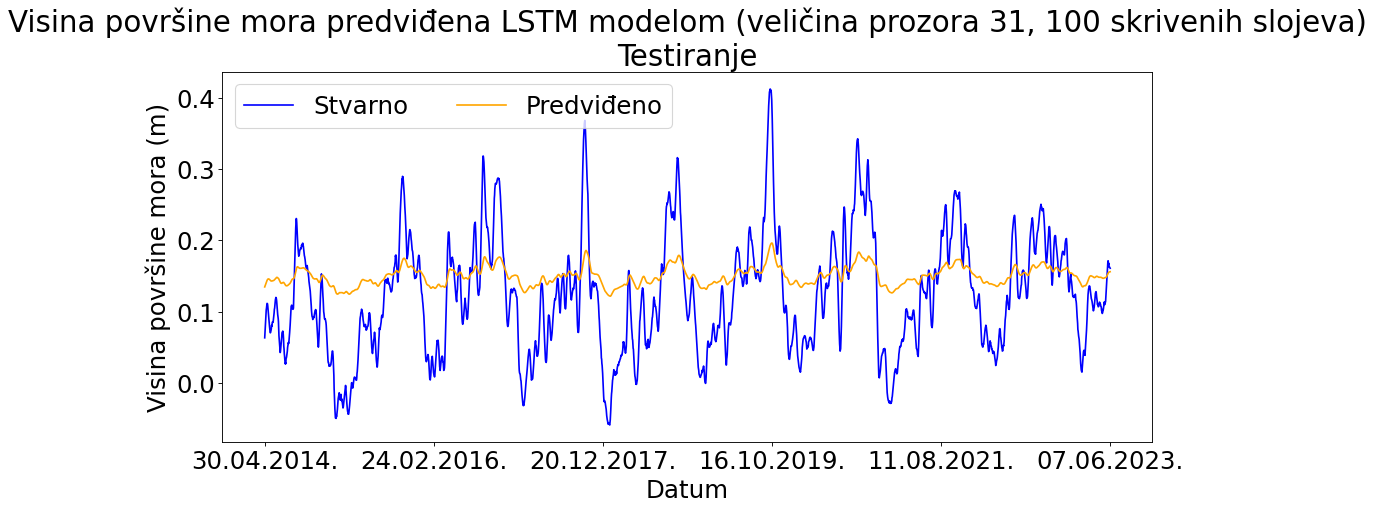 Visina površine mora predviđena LSTM modelom (veličina prozora 31, 100 skrivenih slojeva)
Testiranje
Stvarno Predviđeno
Visina površine mora (m)
0.4
0.3
0.2
0.1
0.0
30.04.2014. 24.02.2016. 20.12.2017. 16.10.2019. 11.08.2021. 07.06.2023.
Datum